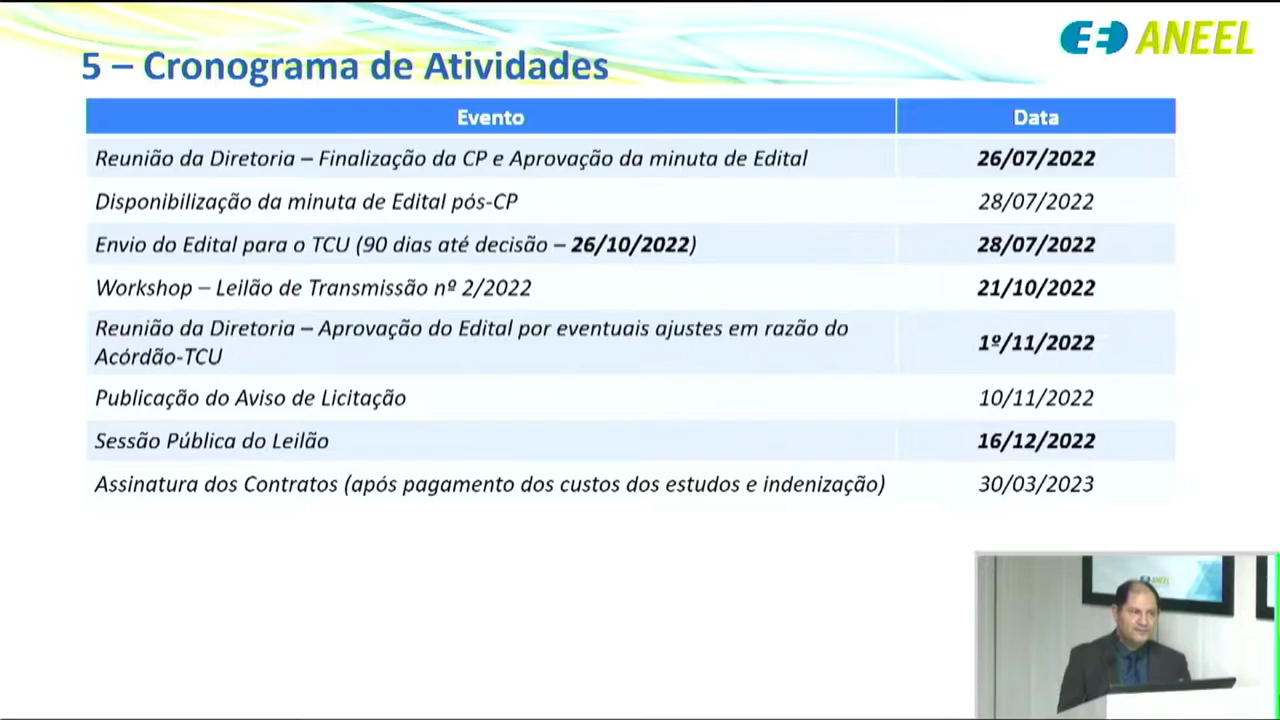 ANEEL
5 – Cronograma de Atividades
Evento Data
Reunião da Diretoria – Finalização da CP e Aprovação da minuta de Edital 26/07/2022
Disponibilização da minuta de Edital pós-CP 28/07/2022
Envio do Edital para o TCU (90 dias até decisão – 26/10/2022) 28/07/2022
Workshop – Leilão de Transmissão nº 2/2022 21/10/2022
Reunião da Diretoria – Aprovação do Edital por eventuais ajustes em razão do
Acórdão-TCU 1º/11/2022
Publicação do Aviso de Licitação 10/11/2022
Sessão Pública do Leilão 16/12/2022
Assinatura dos Contratos (após pagamento dos custos dos estudos e indenização) 30/03/2023
ANEEL